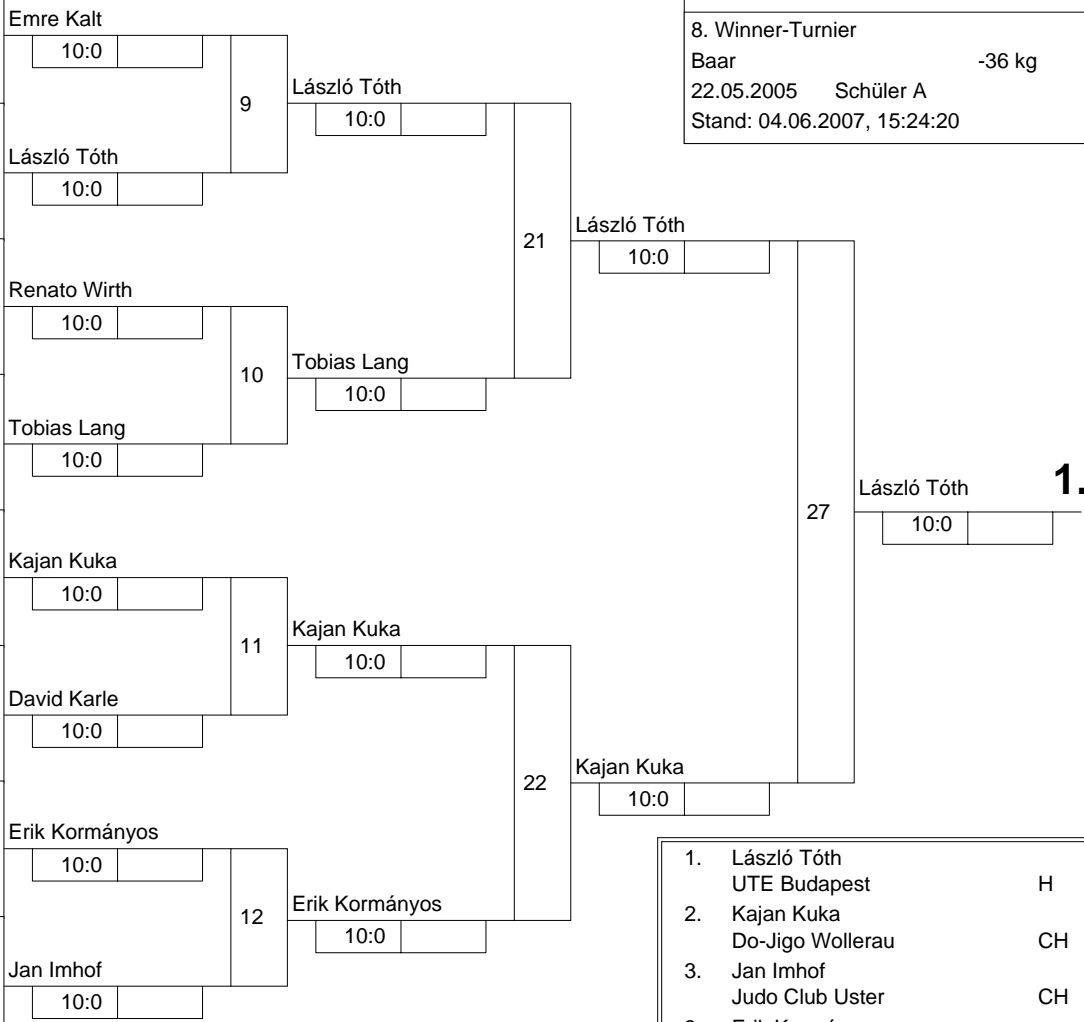 Emre Kalt
10:0
9
László Tóth
10:0
László Tóth
10:0
21
Renato Wirth
10:0
10
Tobias Lang
10:0
Tobias Lang
10:0
László Tóth
10:0
27
László Tóth
10:0
1.
Kajan Kuka
10:0
11
Kajan Kuka
10:0
David Karle
10:0
22
Kajan Kuka
10:0
Erik Kormányos
10:0
12
Erik Kormányos
10:0
Jan Imhof
10:0
8. Winner-Turnier
Baar -36 kg
22.05.2005 Schüler A
Stand: 04.06.2007, 15:24:20
1. László Tóth
UTE Budapest H
2. Kajan Kuka
Do-Jigo Wollerau CH
3. Jan Imhof
Judo Club Uster CH